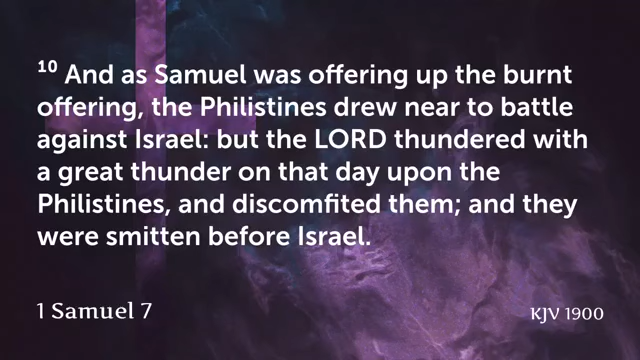 10 And as Samuel was offering up the burnt
offering, the Philistines drew near to battle
against Israel: but the LORD thundered with
a great thunder on that day upon the
Philistines, and discomfited them; and they
were smitten before Israel.
1 Samuel 7
KJV 1900